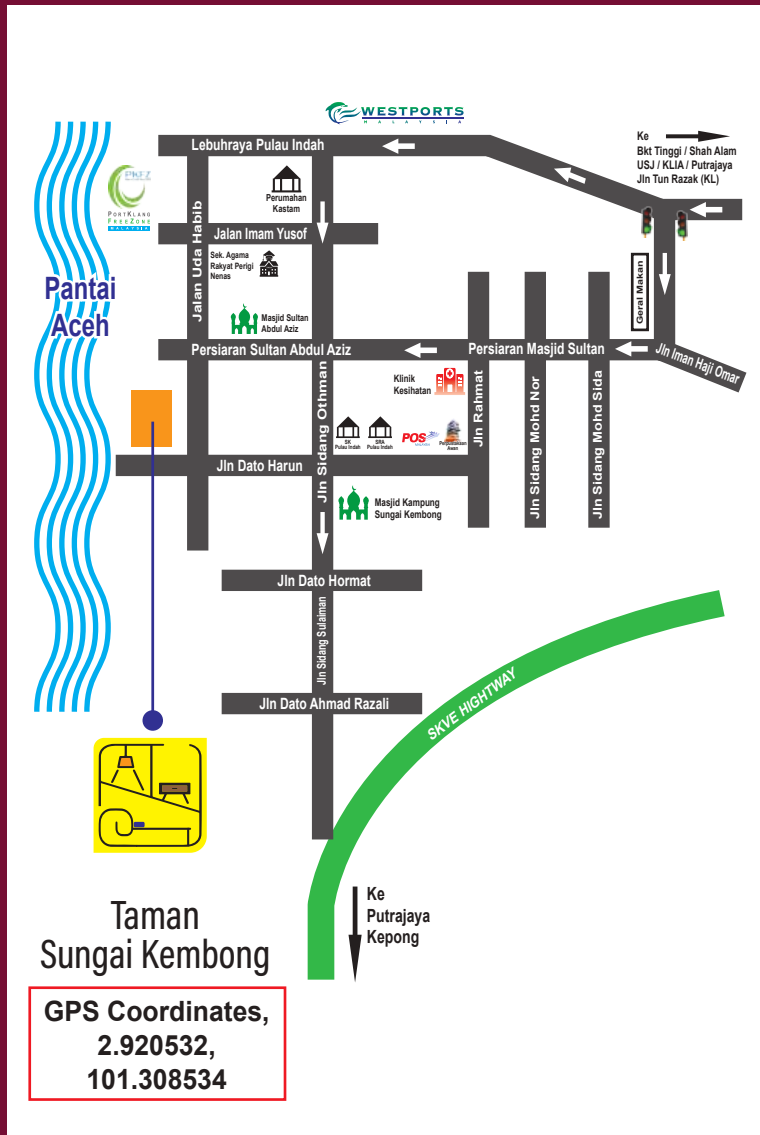 WESTPORTS
MALAYSIA
Lebuhraya Pulau Indah
Ke
Bkt Tinggi / Shah Alam
USJ / KLIA / Putrajaya
Jln Tun Razak (KL)
PKFZ
PORTKLANG
FREEZONE
MALAYSIA
Perumahan
Kastam
Jalan Uda Habib
Jalan Imam Yusof
Sek. Agama
Rakyat Perigi
Nenas
Gerai Makan
Pantai
Aceh
Masjid Sultan
Abdul Aziz
Persiaran Sultan Abdul Aziz
Persiaran Masjid Sultan
Jln Iman Haji Omar
Klinik
Kesihatan
Jln Sidang Othman
Jln Rahmat
Jln Sidang Mohd Nor
Jln Sidang Mohd Sida
SK
Pulau Indah
SRA
Pulau Indah
POS
Perpustakaan
Awan
Jln Dato Harun
Masjid Kampung
Sungai Kembong
Jln Dato Hormat
Jln Sidang Sulaiman
Jln Dato Ahmad Razali
SKVE HIGHTWAY
Ke
Putrajaya
Kepong
Taman
Sungai Kembong
GPS Coordinates,
2.920532,
101.308534